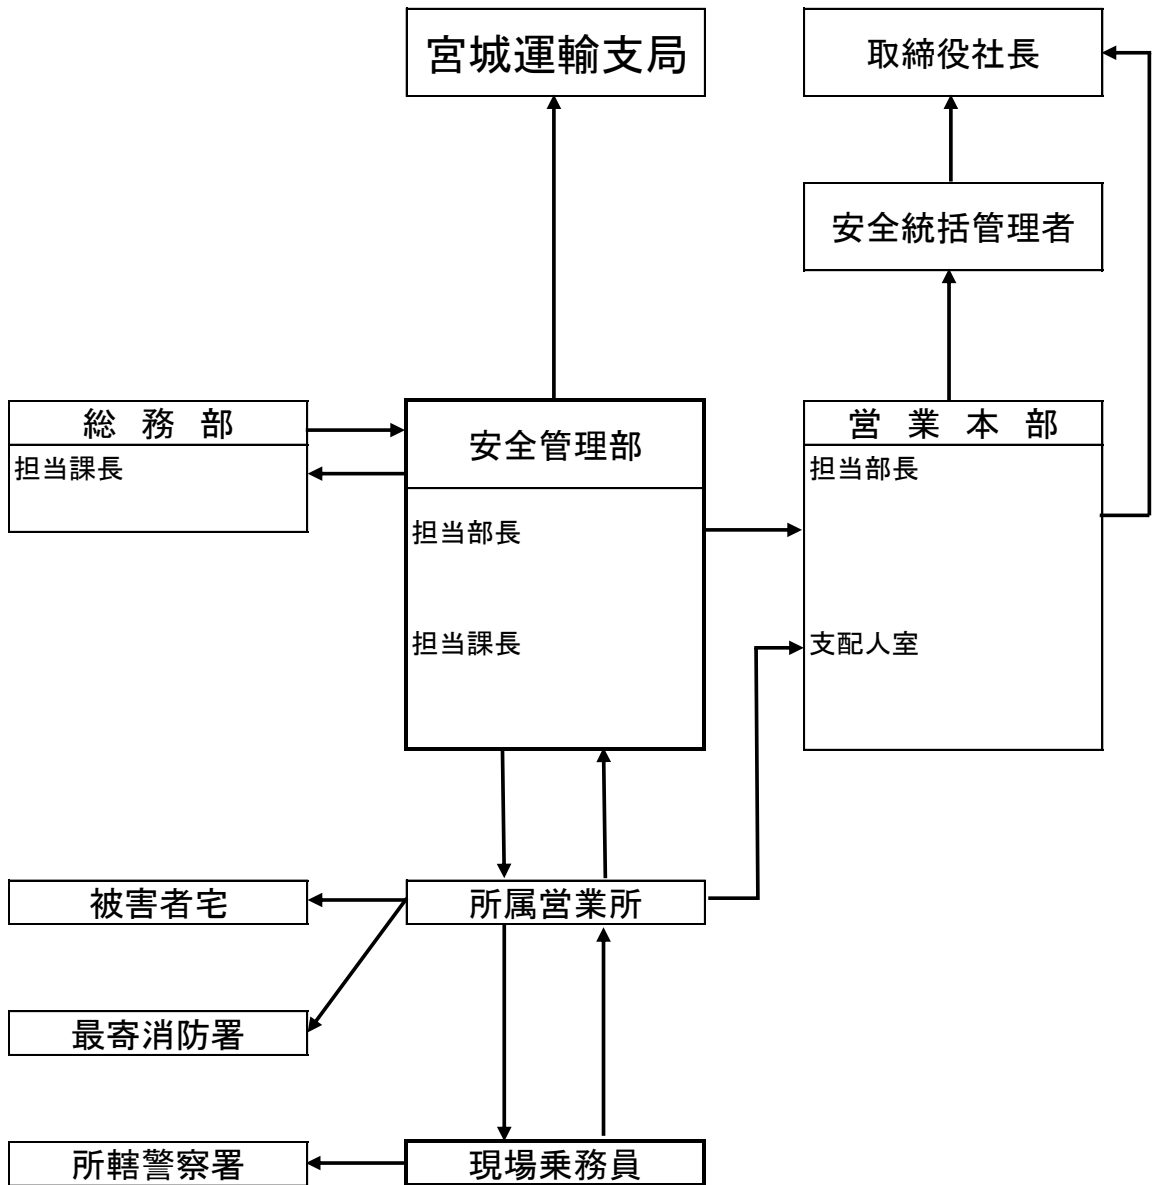 宮城運輸支局
取締役社長
安全統括管理者
総 務 部
担当課長
安全管理部
担当部長
担当課長
営 業 本 部
担当部長
支配人室
被害者宅
所属営業所
最寄消防署
所轄警察署
現場乗務員